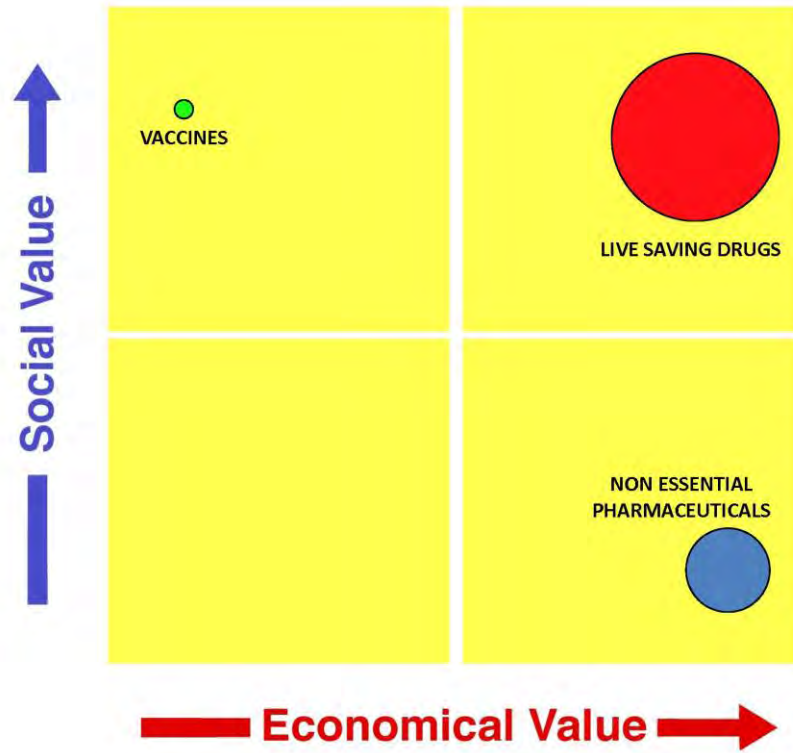 Social Value
VACCINES
LIVE SAVING DRUGS
NON ESSENTIAL
PHARMACEUTICALS
Economical Value